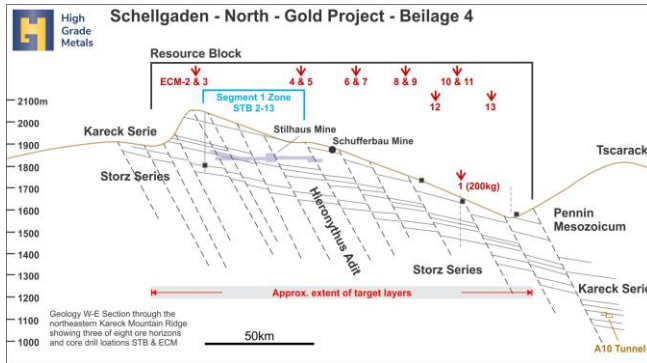 High
Grade
Metals
Schellgaden - North - Gold Project - Beilage 4
Resource Block
ECM-2 & 3
4 & 5
6 & 7
8 & 9
10 & 11
12
13
Segment 1 Zone
STB 2-13
Stilhaus Mine
Schufferbau Mine
2100m
2000
1900
1800
1700
1600
1500
1400
1300
1200
1100
1000
Kareck Serie
Storz Series
Tscarack
1 (200kg)
Pennin
Mesozoicum
Hieronythus Adit
Storz Series
Kareck Serie
Approx. extent of target layers
Geology W-E Section through the
northeastern Kareck Mountain Ridge
showing three of eight ore horizons
and core drill loations STB & ECM
50km
A10 Tunnel